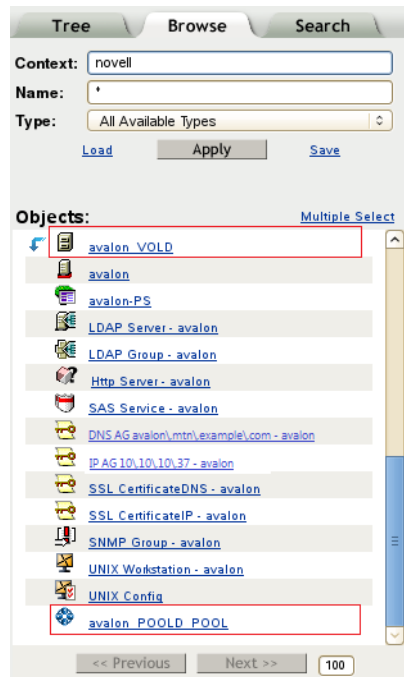 Tree Browse Search
Context: novell
Name: *
Type: All Available Types
Load Apply Save
Objects: Multiple Select
avalon_VOLD
avalon
avalon-PS
LDAP Server - avalon
LDAP Group - avalon
Http Server - avalon
SAS Service - avalon
DNS AG avalon\.mtn\.example\.com - avalon
IP AG 10\.10\.10\.37 - avalon
SSL CertificateDNS - avalon
SSL CertificateIP - avalon
SNMP Group - avalon
UNIX Workstation - avalon
UNIX Config
avalon_POOLD_POOL
<< Previous Next >> 100